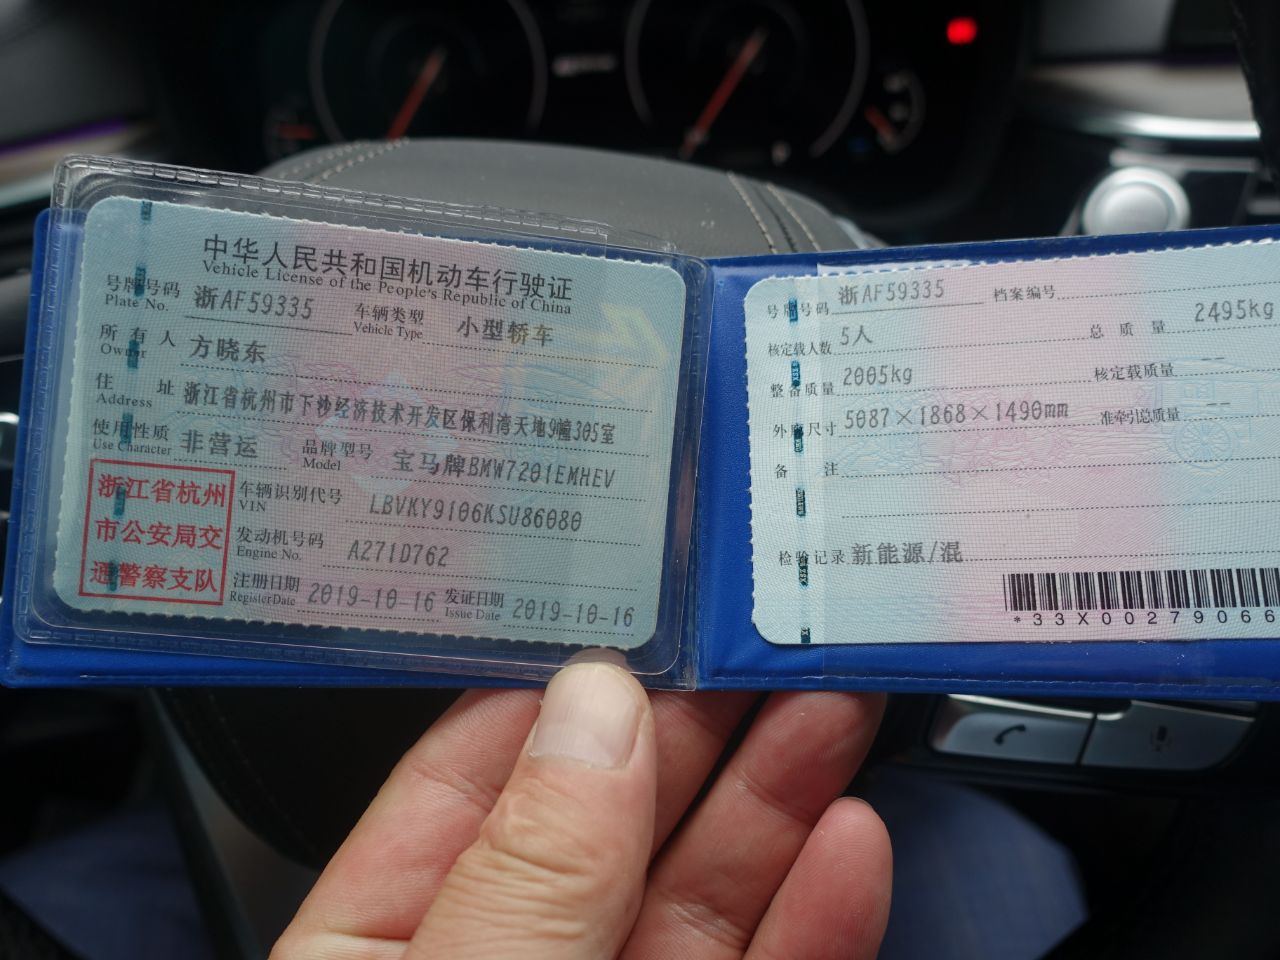 中华人民共和国机动车行驶证
Vehicle License of the People's Republic of China
号牌号码 浙AF59335 车辆类型 小型轿车
Plate No. Vehicle Type
所有人 方晓东
Owner
住址 浙江省杭州市下沙经济技术开发区保利湾天地9幢305室
Address
使用性质 非营运 品牌型号 宝马牌BMW7201EMHEV
Use Character Model
浙江省杭州
市公安局交
通警察支队
车辆识别代号 LBVKY9106KSU86080
VIN
发动机号码 A271D762
Engine No.
注册日期 2019-10-16 发证日期 2019-10-16
Register Date Issue Date
号牌号码 浙AF59335 档案编号
核定载人数 5人 总质量 2495kg
整备质量 2005kg 核定载质量 --
外廓尺寸 5087×1868×1490mm 准牵引总质量 --
备注
检验记录 新能源/混
*33X00279066